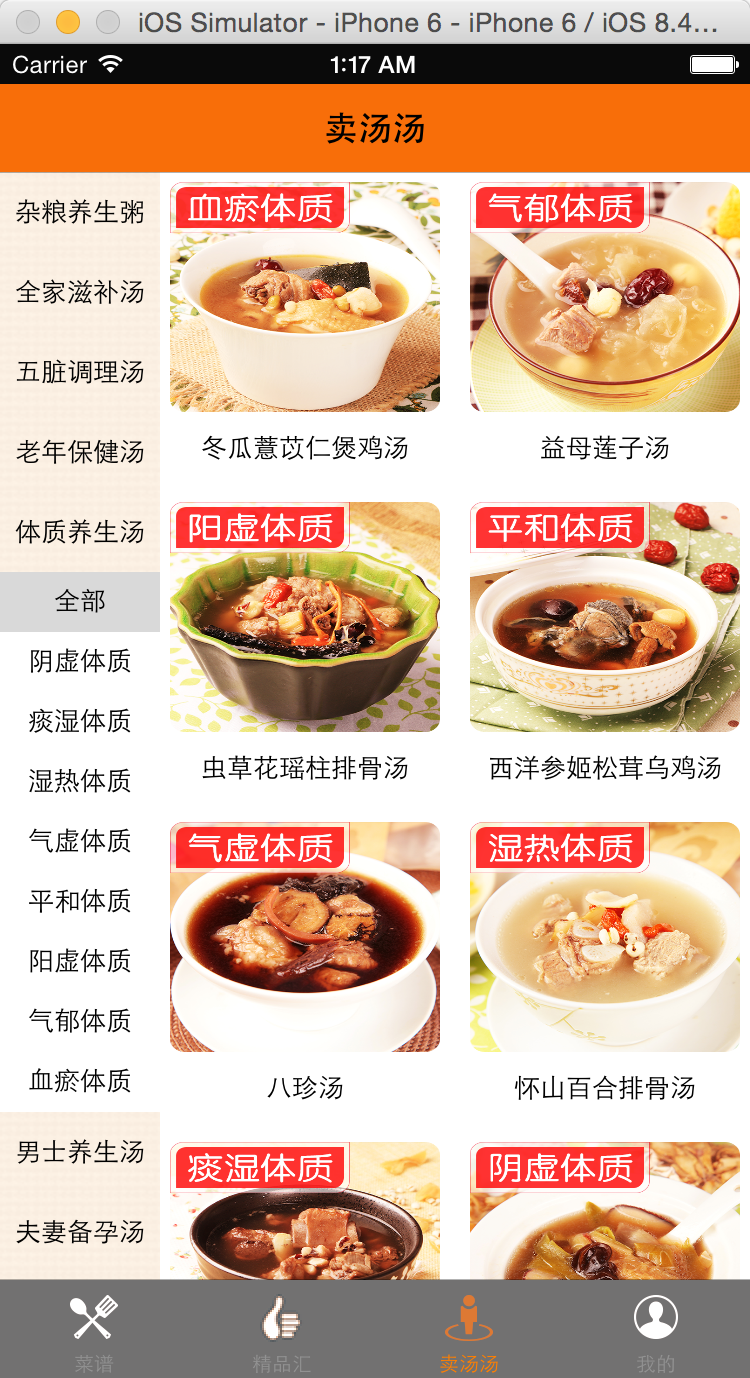 iOS Simulator - iPhone 6 - iPhone 6 / iOS 8.4...
Carrier 1:17 AM
卖汤汤
杂粮养生粥
全家滋补汤
五脏调理汤
老年保健汤
体质养生汤
全部
阴虚体质
痰湿体质
湿热体质
气虚体质
平和体质
阳虚体质
气郁体质
血瘀体质
男士养生汤
夫妻备孕汤
血瘀体质
冬瓜薏苡仁煲鸡汤
气郁体质
益母莲子汤
阳虚体质
虫草花瑶柱排骨汤
平和体质
西洋参姬松茸乌鸡汤
气虚体质
八珍汤
湿热体质
怀山百合排骨汤
痰湿体质
阴虚体质
菜谱
精品汇
卖汤汤
我的